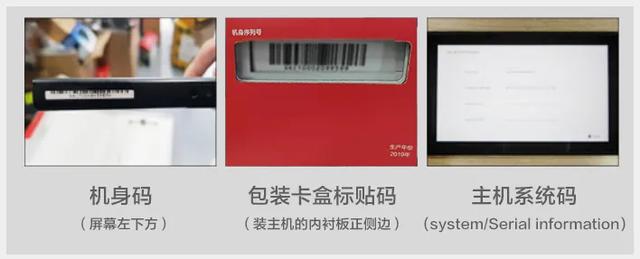 机身序列号
生产年份
2019年
机身码
（屏幕左下方）
包装卡盒标贴码
（装主机的内衬板正侧边）
主机系统码
（system/Serial information）